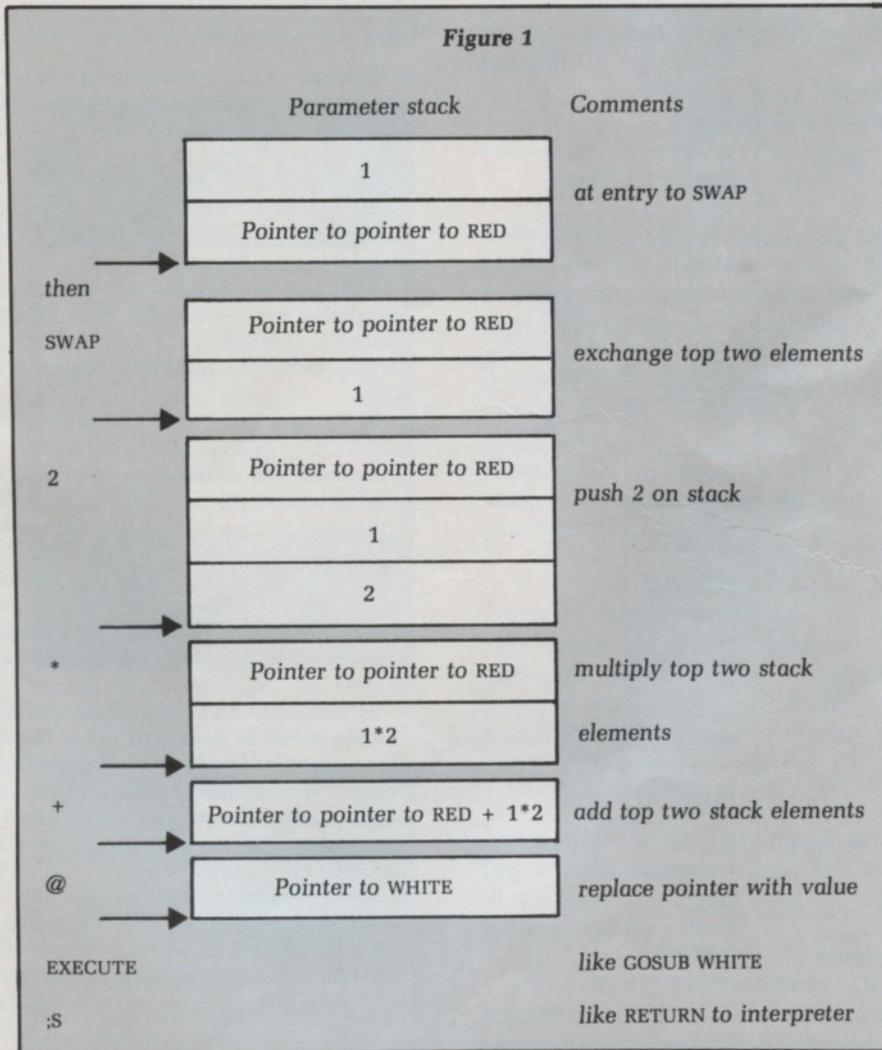 Figure 1
Parameter stack Comments
1
at entry to SWAP
Pointer to pointer to RED
then
SWAP
Pointer to pointer to RED
exchange top two elements
1
2
Pointer to pointer to RED
push 2 on stack
1
2
*
Pointer to pointer to RED
multiply top two stack
1*2
elements
+
Pointer to pointer to RED + 1*2
add top two stack elements
@
Pointer to WHITE
replace pointer with value
EXECUTE
like GOSUB WHITE
;S
like RETURN to interpreter